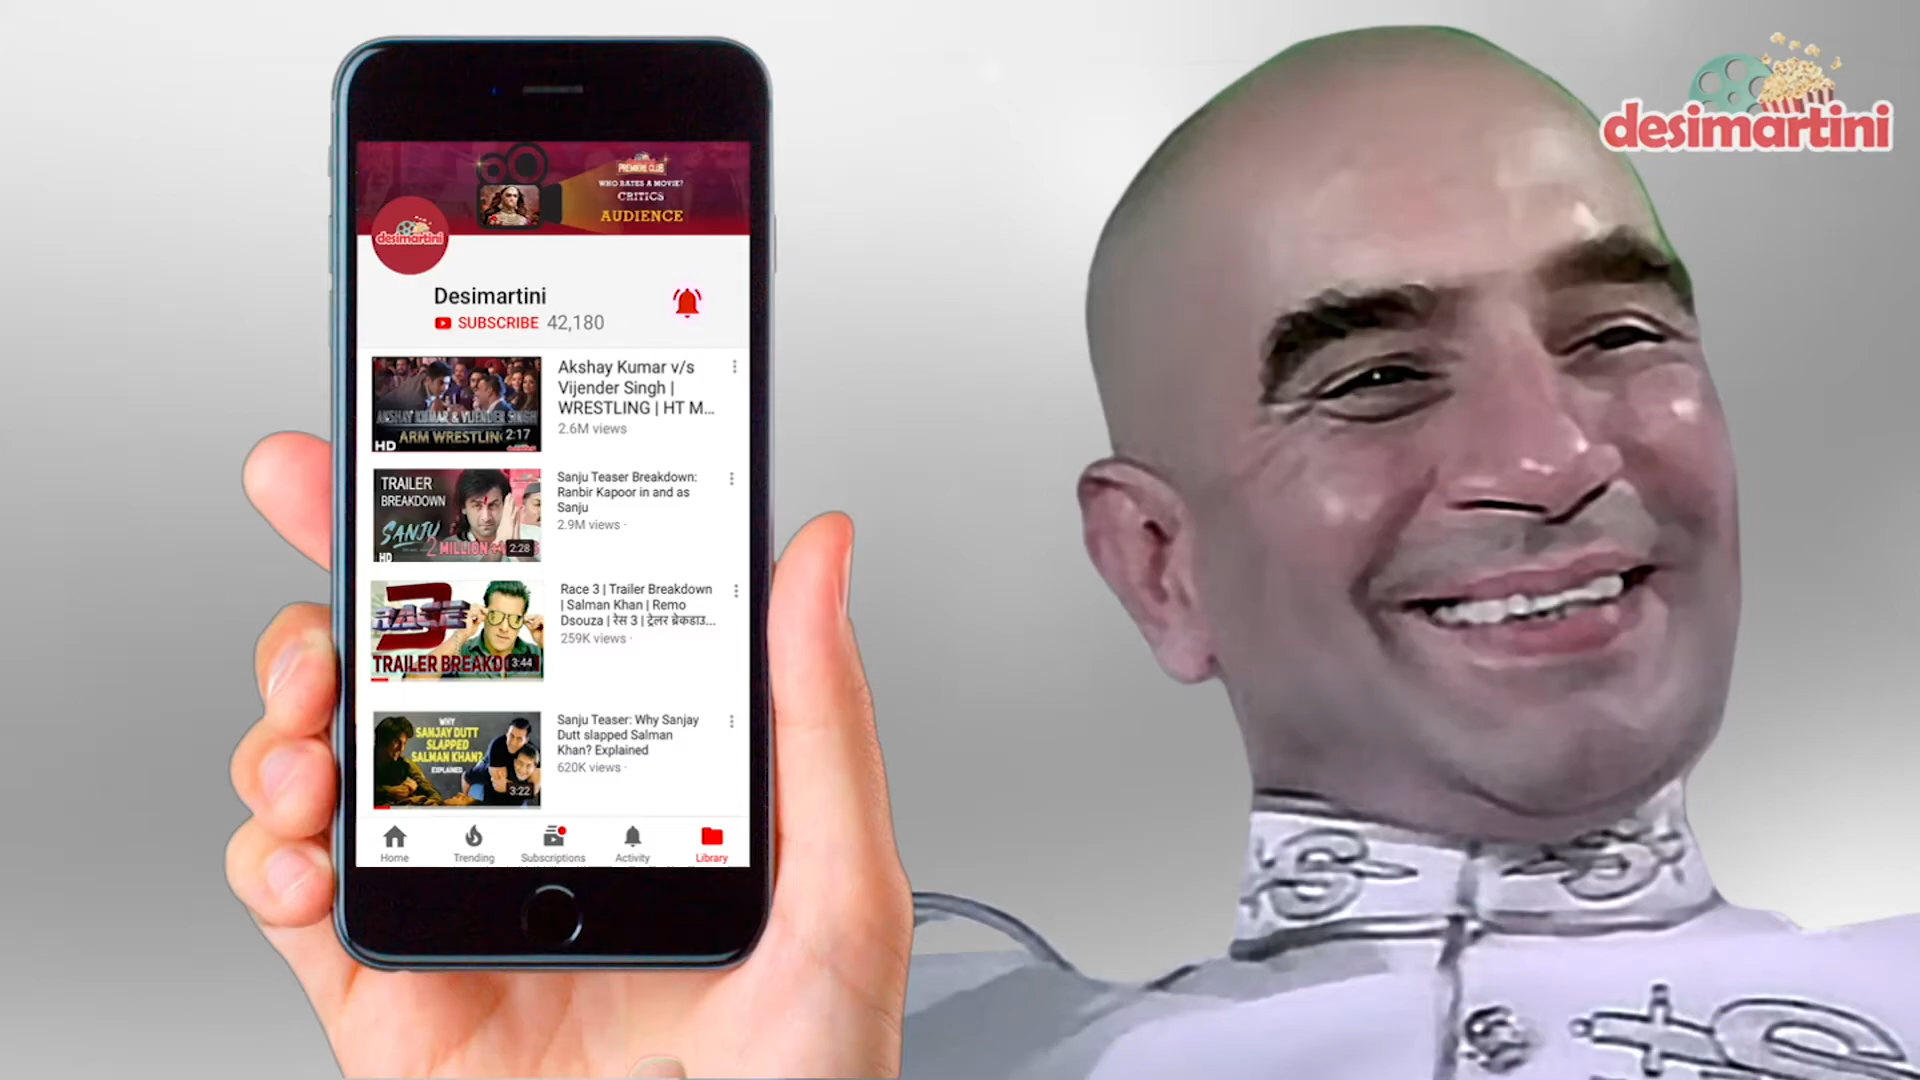 desimartini
PREMIERE CLUB
WHO RATES A MOVIE?
CRITICS
AUDIENCE
desimartini
Desimartini
SUBSCRIBE 42,180
AKSHAY KUMAR & VIJENDER SINGH
ARM WRESTLIN
HD
2:17
Akshay Kumar v/s
Vijender Singh |
WRESTLING | HT M...
2.6M views
TRAILER
BREAKDOWN
SANJU
2 MILLION
HD
2:28
Sanju Teaser Breakdown:
Ranbir Kapoor in and as
Sanju
2.9M views ·
RACE 3
TRAILER BREAKD
3:44
Race 3 | Trailer Breakdown
| Salman Khan | Remo
Dsouza | रेस 3 | ट्रेलर ब्रेकडाउ...
259K views ·
WHY
SANJAY DUTT
SLAPPED
SALMAN KHAN?
EXPLAINED
3:22
Sanju Teaser: Why Sanjay
Dutt slapped Salman
Khan? Explained
620K views ·
Home Trending Subscriptions Activity Library